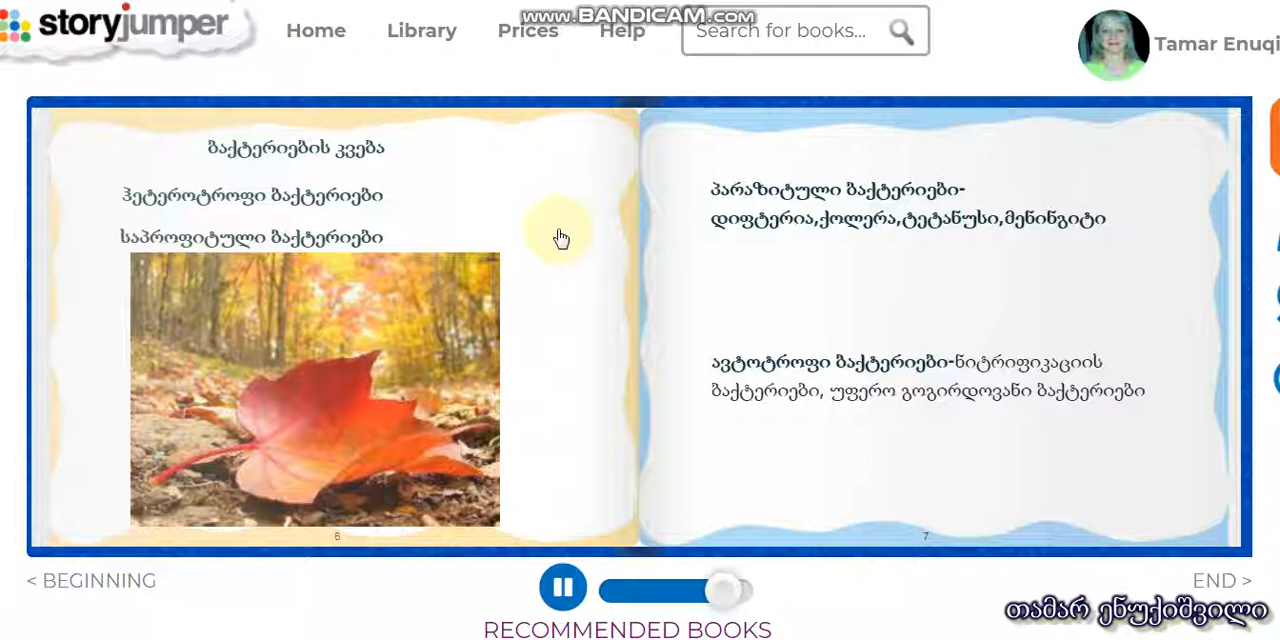 www.BANDICAM.com
storyjumper
Home Library Prices Help Search for books...
Tamar Enuqi
ბაქტერიების კვება
ჰეტეროტროფი ბაქტერიები
საპროფიტული ბაქტერიები
6
პარაზიტული ბაქტერიები-
დიფტერია,ქოლერა,ტეტანუსი,მენინგიტი
ავტოტროფი ბაქტერიები-ნიტრიფიკაციის
ბაქტერიები, უფერო გოგირდოვანი ბაქტერიები
7
< BEGINNING
END >
თამარ ენუქიშვილი
RECOMMENDED BOOKS